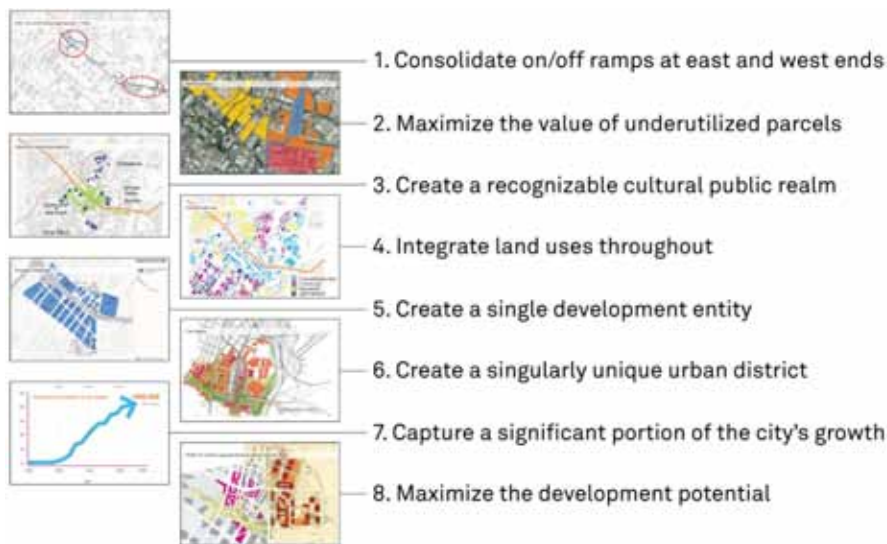 1. Consolidate on/off ramps at east and west ends
2. Maximize the value of underutilized parcels
3. Create a recognizable cultural public realm
4. Integrate land uses throughout
5. Create a single development entity
6. Create a singularly unique urban district
7. Capture a significant portion of the city's growth
8. Maximize the development potential